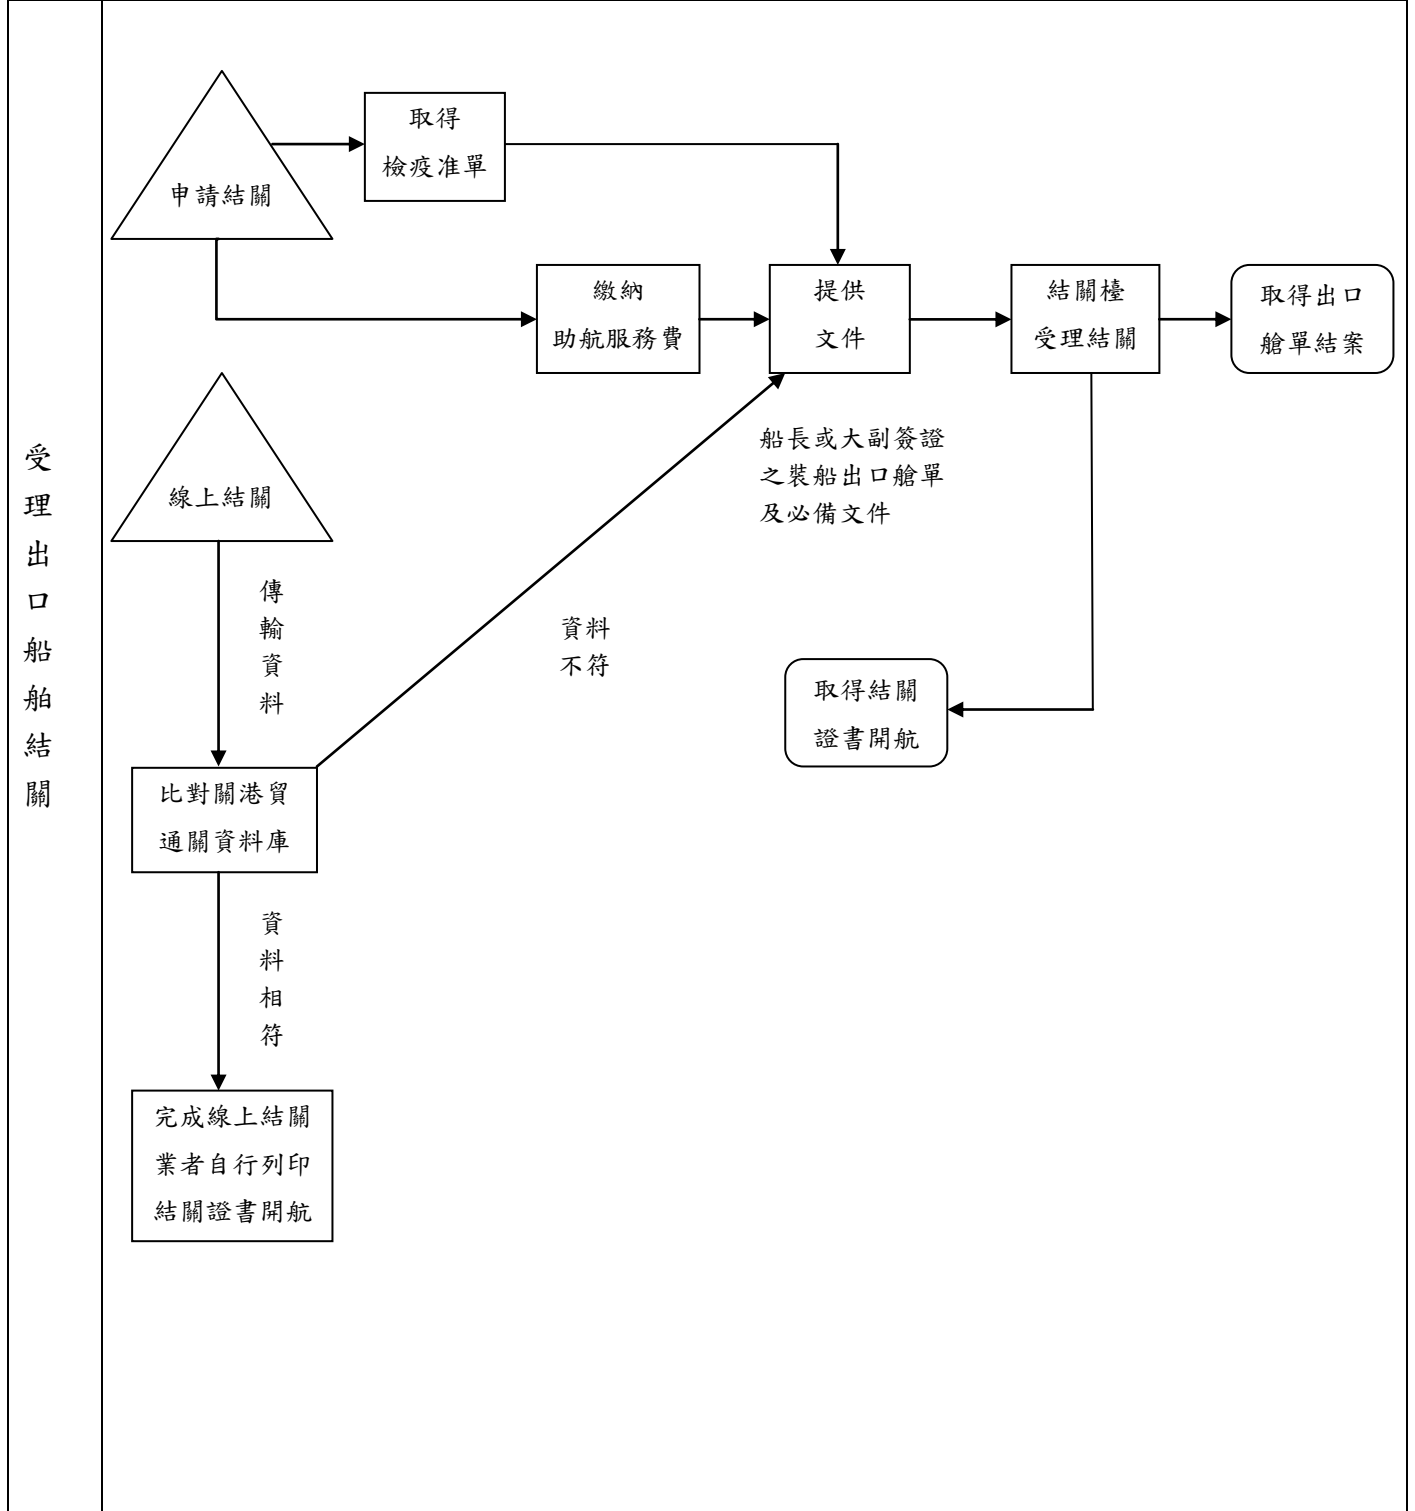 受理出口船舶結關
取得
檢疫准單
申請結關
繳納
助航服務費
提供
文件
結關檯
受理結關
取得出口
艙單結案
船長或大副簽證
之裝船出口艙單
及必備文件
線上結關
傳輸資料
資料
不符
取得結關
證書開航
比對關港貿
通關資料庫
資料相符
完成線上結關
業者自行列印
結關證書開航